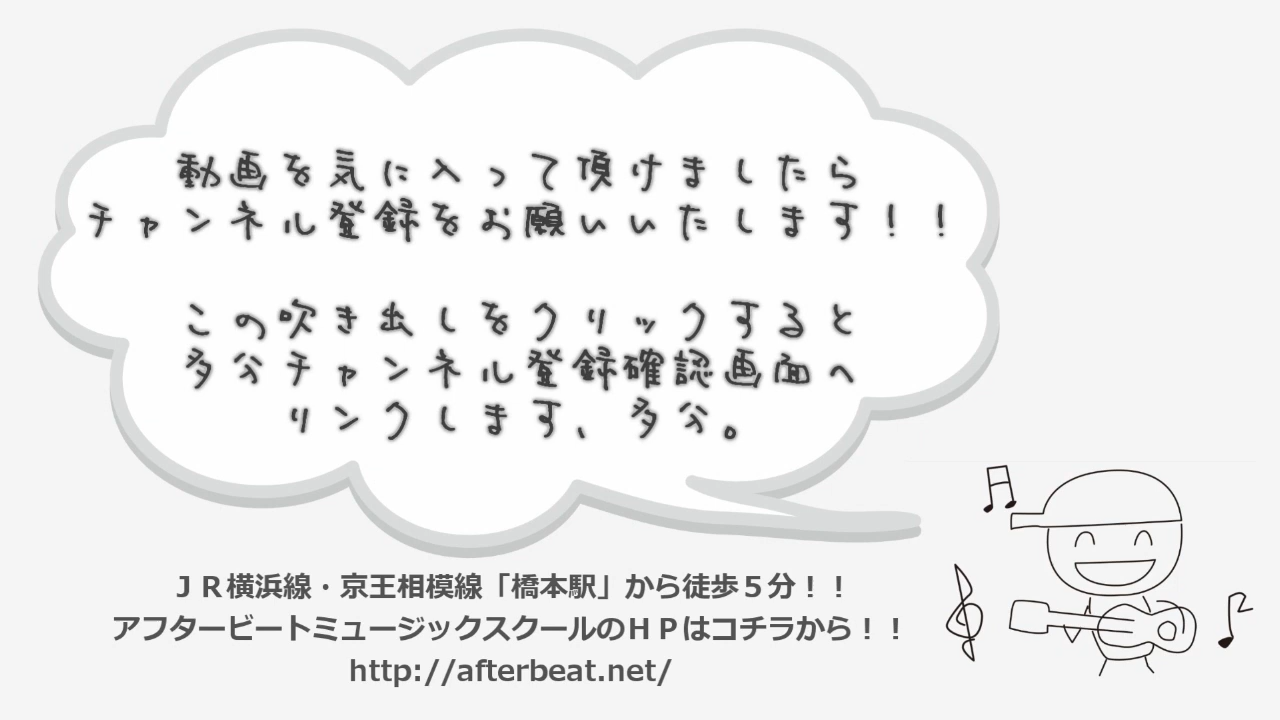 動画を気に入って頂けましたら
チャンネル登録をお願いいたします！！
この吹き出しをクリックすると
多分チャンネル登録確認画面へ
リンクします、多分。
ＪＲ横浜線・京王相模線「橋本駅」から徒歩５分！！
アフタービートミュージックスクールのＨＰはコチラから！！
http://afterbeat.net/